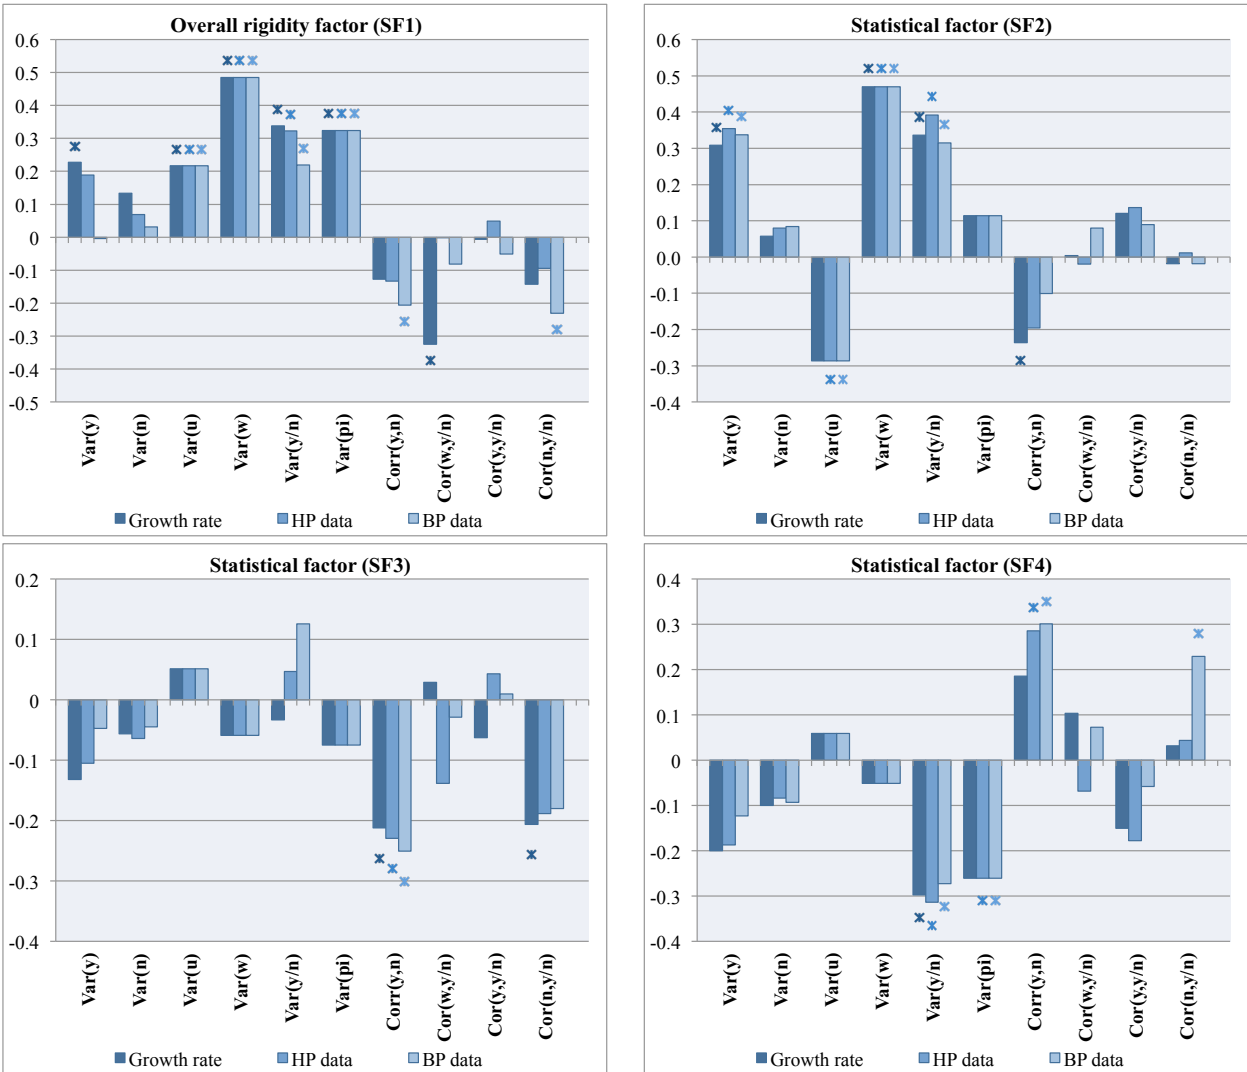 Overall rigidity factor (SF1)
0.6
0.5
0.4
0.3
0.2
0.1
0
-0.1
-0.2
-0.3
-0.4
-0.5
Var(y)
Var(n)
Var(u)
Var(w)
Var(y/n)
Var(pi)
Corr(y,n)
Cor(w,y/n)
Cor(y,y/n)
Cor(n,y/n)
Growth rate HP data BP data
Statistical factor (SF2)
0.6
0.5
0.4
0.3
0.2
0.1
0.0
-0.1
-0.2
-0.3
-0.4
Var(y)
Var(n)
Var(u)
Var(w)
Var(y/n)
Var(pi)
Corr(y,n)
Cor(w,y/n)
Cor(y,y/n)
Cor(n,y/n)
Growth rate HP data BP data
Statistical factor (SF3)
0.2
0.1
0
-0.1
-0.2
-0.3
-0.4
Var(y)
Var(n)
Var(u)
Var(w)
Var(y/n)
Var(pi)
Corr(y,n)
Cor(w,y/n)
Cor(y,y/n)
Cor(n,y/n)
Growth rate HP data BP data
Statistical factor (SF4)
0.4
0.3
0.2
0.1
0
-0.1
-0.2
-0.3
-0.4
Var(y)
Var(n)
Var(u)
Var(w)
Var(y/n)
Var(pi)
Corr(y,n)
Cor(w,y/n)
Cor(y,y/n)
Cor(n,y/n)
Growth rate HP data BP data